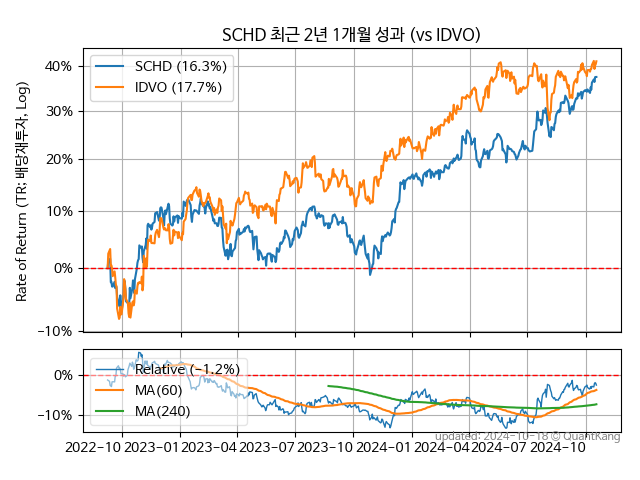 SCHD 최근 2년 1개월 성과 (vs IDVO)
Rate of Return (TR: 배당재투자, Log)
40%
30%
20%
10%
0%
−10%
SCHD (16.3%)
IDVO (17.7%)
0%
−10%
Relative (−1.2%)
MA(60)
MA(240)
updated: 2024-10-18 © QuantKang
2022-10 2023-01 2023-04 2023-07 2023-10 2024-01 2024-04 2024-07 2024-10